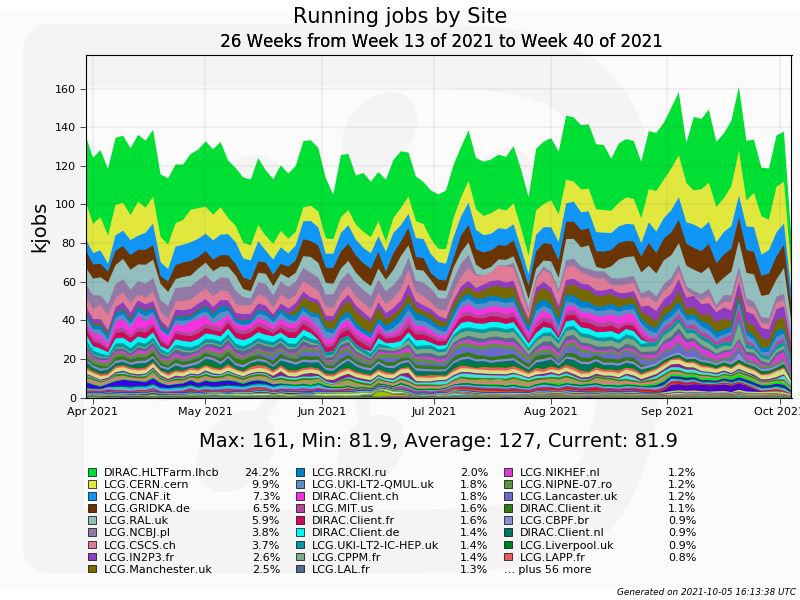 Running jobs by Site
26 Weeks from Week 13 of 2021 to Week 40 of 2021
160
140
120
100
80
60
40
20
0
kjobs
Apr 2021 May 2021 Jun 2021 Jul 2021 Aug 2021 Sep 2021 Oct 2021
Max: 161, Min: 81.9, Average: 127, Current: 81.9
DIRAC.HLTFarm.lhcb 24.2% LCG.RRCKI.ru 2.0% LCG.NIKHEF.nl 1.2%
LCG.CERN.cern 9.9% LCG.UKI-LT2-QMUL.uk 1.8% LCG.NIPNE-07.ro 1.2%
LCG.CNAF.it 7.3% DIRAC.Client.ch 1.8% LCG.Lancaster.uk 1.2%
LCG.GRIDKA.de 6.5% LCG.MIT.us 1.6% DIRAC.Client.it 1.1%
LCG.RAL.uk 5.9% DIRAC.Client.fr 1.6% LCG.CBPF.br 0.9%
LCG.NCBJ.pl 3.8% DIRAC.Client.de 1.4% DIRAC.Client.nl 0.9%
LCG.CSCS.ch 3.7% LCG.UKI-LT2-IC-HEP.uk 1.4% LCG.Liverpool.uk 0.9%
LCG.IN2P3.fr 2.6% LCG.CPPM.fr 1.4% LCG.LAPP.fr 0.8%
LCG.Manchester.uk 2.5% LCG.LAL.fr 1.3% ... plus 56 more
Generated on 2021-10-05 16:13:38 UTC